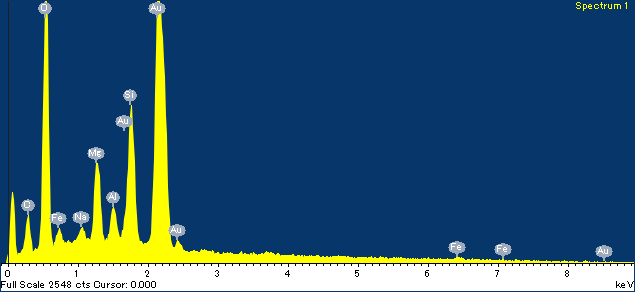 Spectrum 1
O Au
Si
Au
Mg
Al
C Fe Na Au
Fe Fe Au
0 1 2 3 4 5 6 7 8
Full Scale 2548 cts Cursor: 0.000 keV